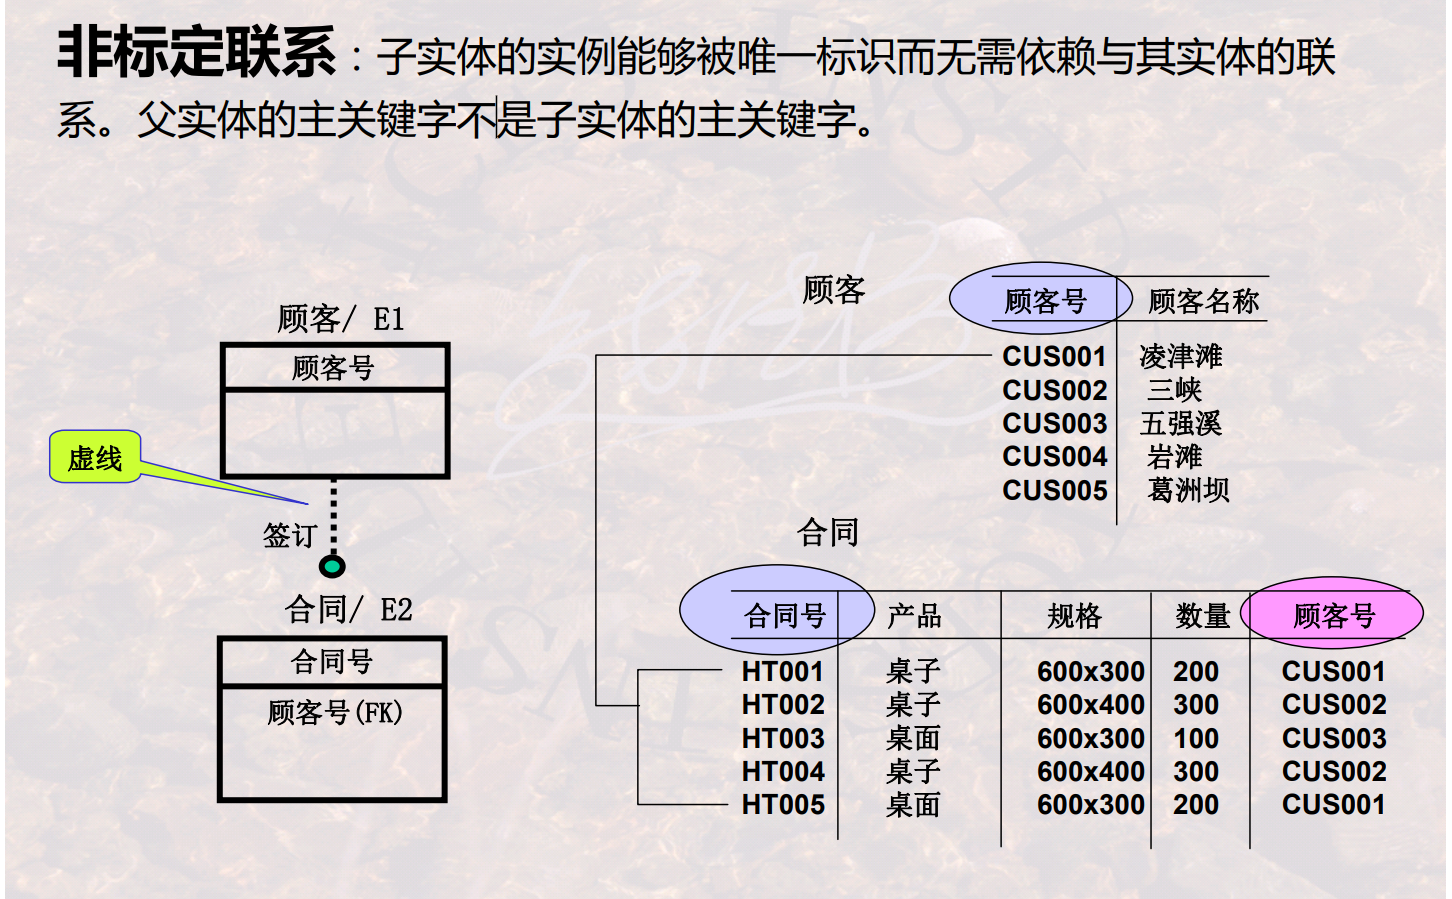 非标定联系：子实体的实例能够被唯一标识而无需依赖与其实体的联
系。父实体的主关键字不是子实体的主关键字。
顾客/ E1
顾客号
虚线
签订
合同/ E2
合同号
顾客号(FK)
顾客
顾客号 顾客名称
CUS001 凌津滩
CUS002 三峡
CUS003 五强溪
CUS004 岩滩
CUS005 葛洲坝
合同
合同号 产品 规格 数量 顾客号
HT001 桌子 600x300 200 CUS001
HT002 桌子 600x400 300 CUS002
HT003 桌面 600x300 100 CUS003
HT004 桌子 600x400 300 CUS002
HT005 桌面 600x300 200 CUS001